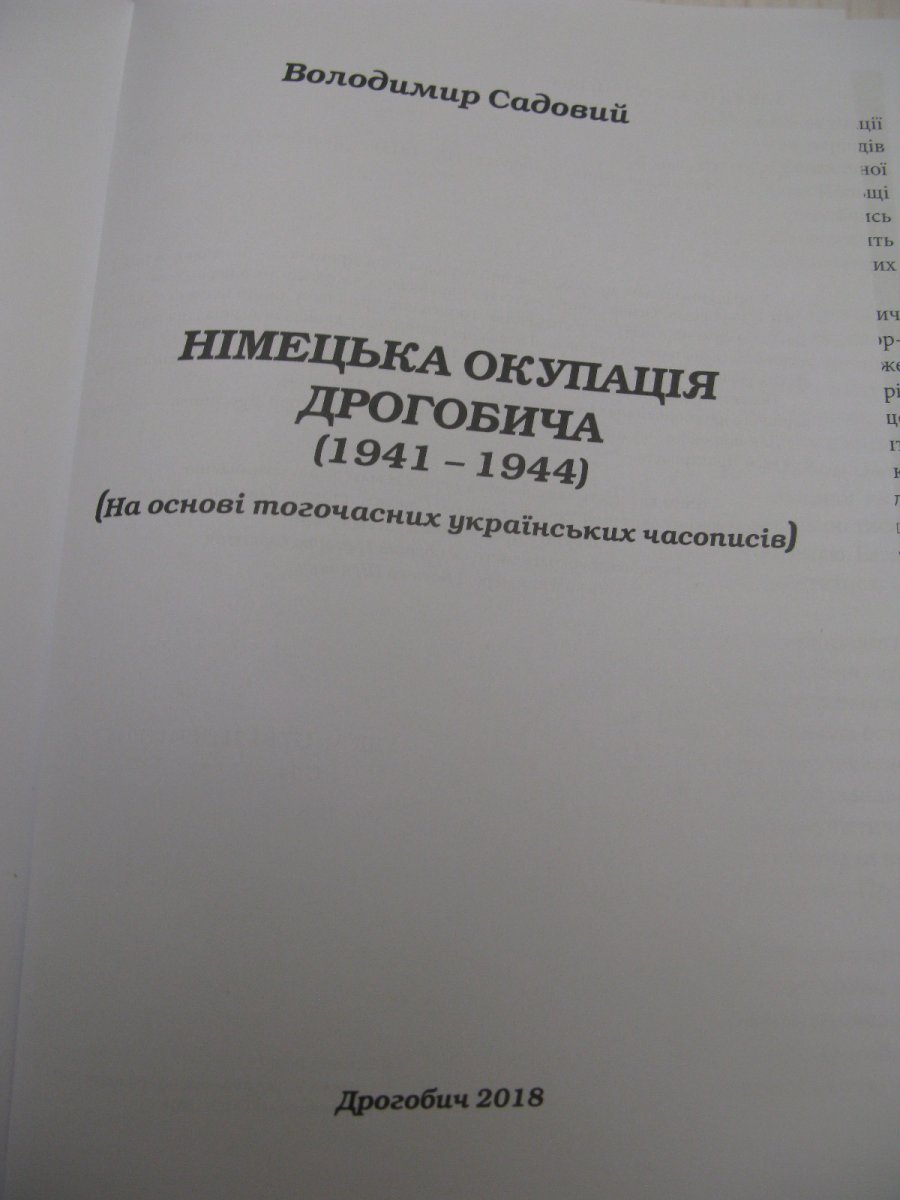 Володимир Садовий
НІМЕЦЬКА ОКУПАЦІЯ
ДРОГОБИЧА
(1941 – 1944)
(На основі тогочасних українських часописів)
Дрогобич 2018